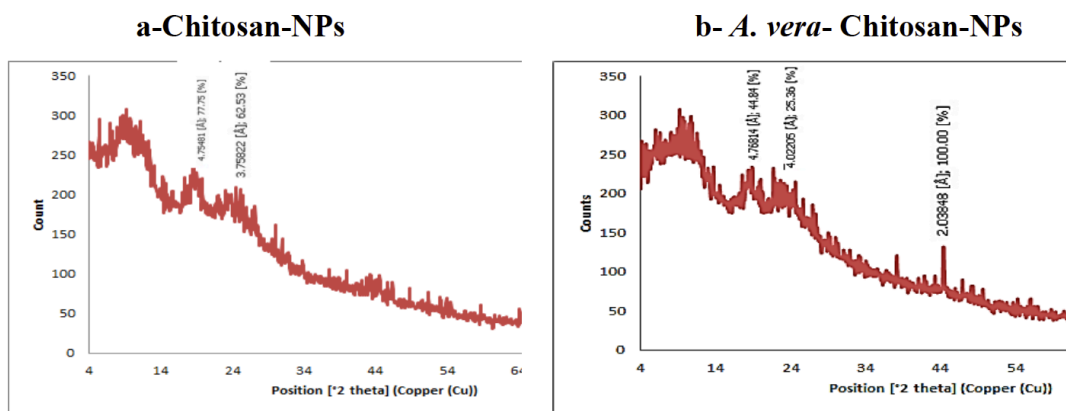 a-Chitosan-NPs
350
300
250
200
150
100
50
0
Count
4.75481 [Å]; 77.75 [%]
3.75822 [Å]; 62.53 [%]
4 14 24 34 44 54 64
Position [°2 theta] (Copper (Cu))
b- A. vera- Chitosan-NPs
350
300
250
200
150
100
50
0
Counts
4.76814 [Å]; 44.84 [%]
4.02205 [Å]; 25.36 [%]
2.03848 [Å]; 100.00 [%]
4 14 24 34 44 54
Position [°2 theta] (Copper (Cu))